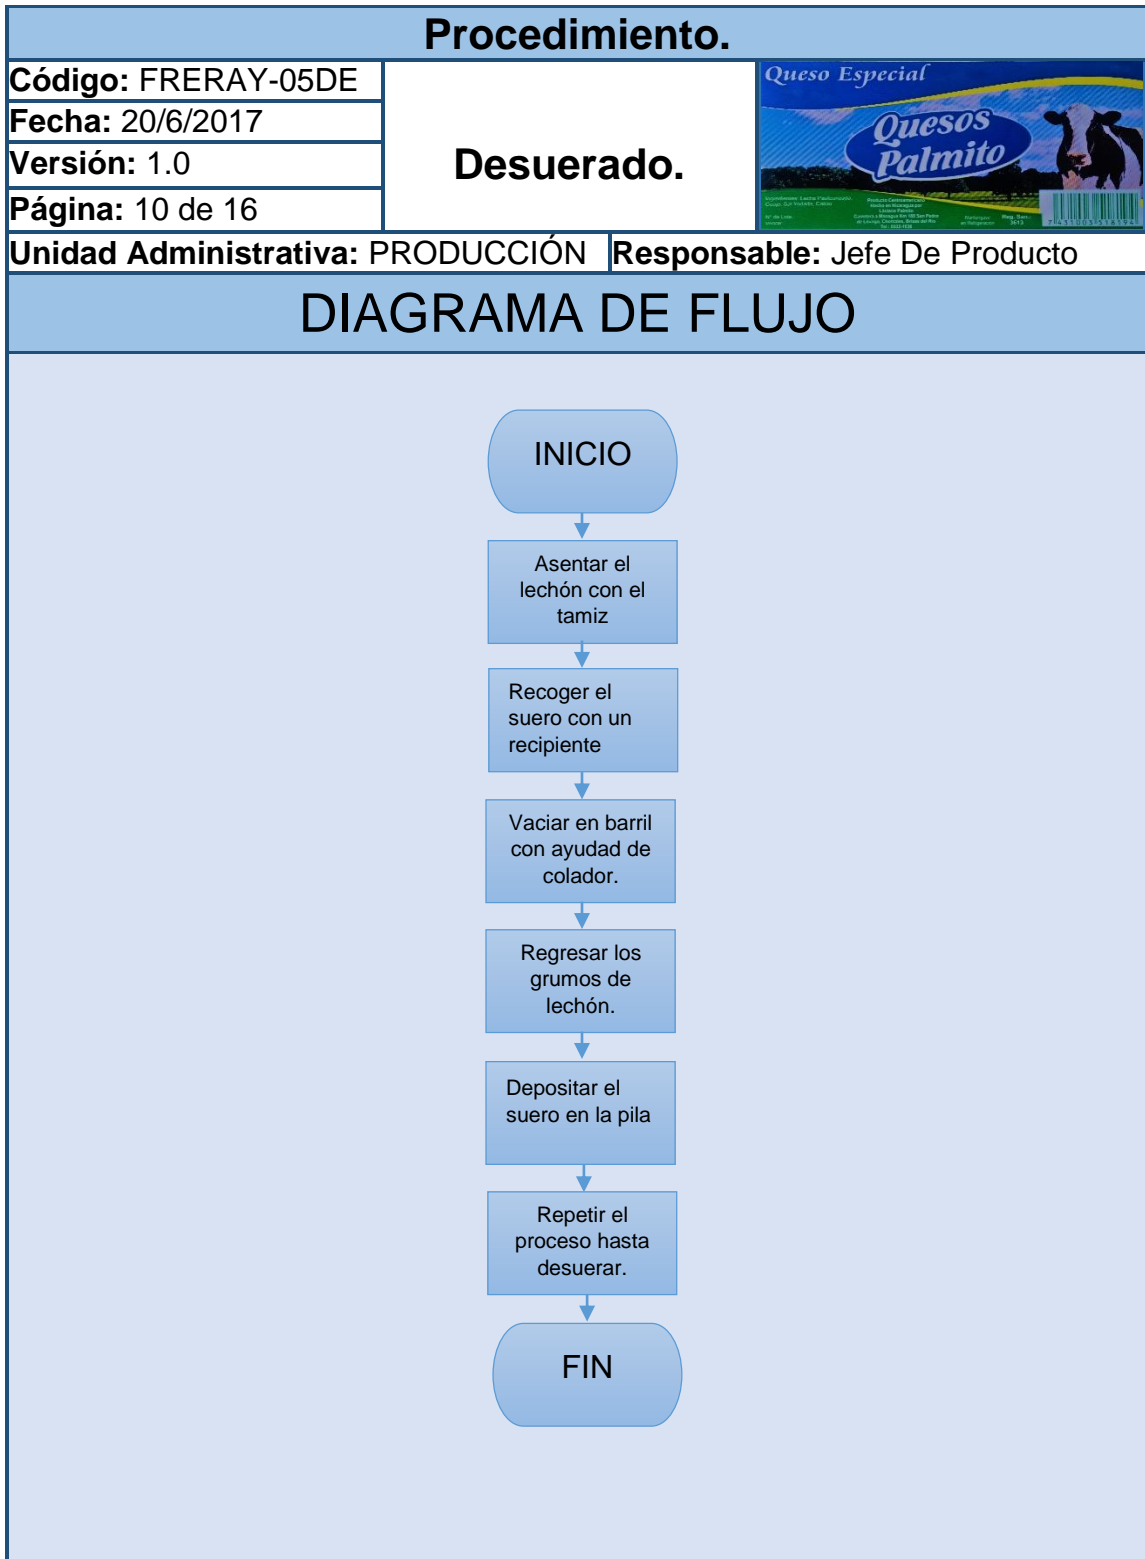 Procedimiento.
Código: FRERAY-05DE
Fecha: 20/6/2017
Versión: 1.0
Página: 10 de 16
Desuerado.
Queso Especial
Quesos
Palmito
Unidad Administrativa: PRODUCCIÓN
Responsable: Jefe De Producto
DIAGRAMA DE FLUJO
INICIO
Asentar el
lechón con el
tamiz
Recoger el
suero con un
recipiente
Vaciar en barril
con ayudad de
colador.
Regresar los
grumos de
lechón.
Depositar el
suero en la pila
Repetir el
proceso hasta
desuerar.
FIN